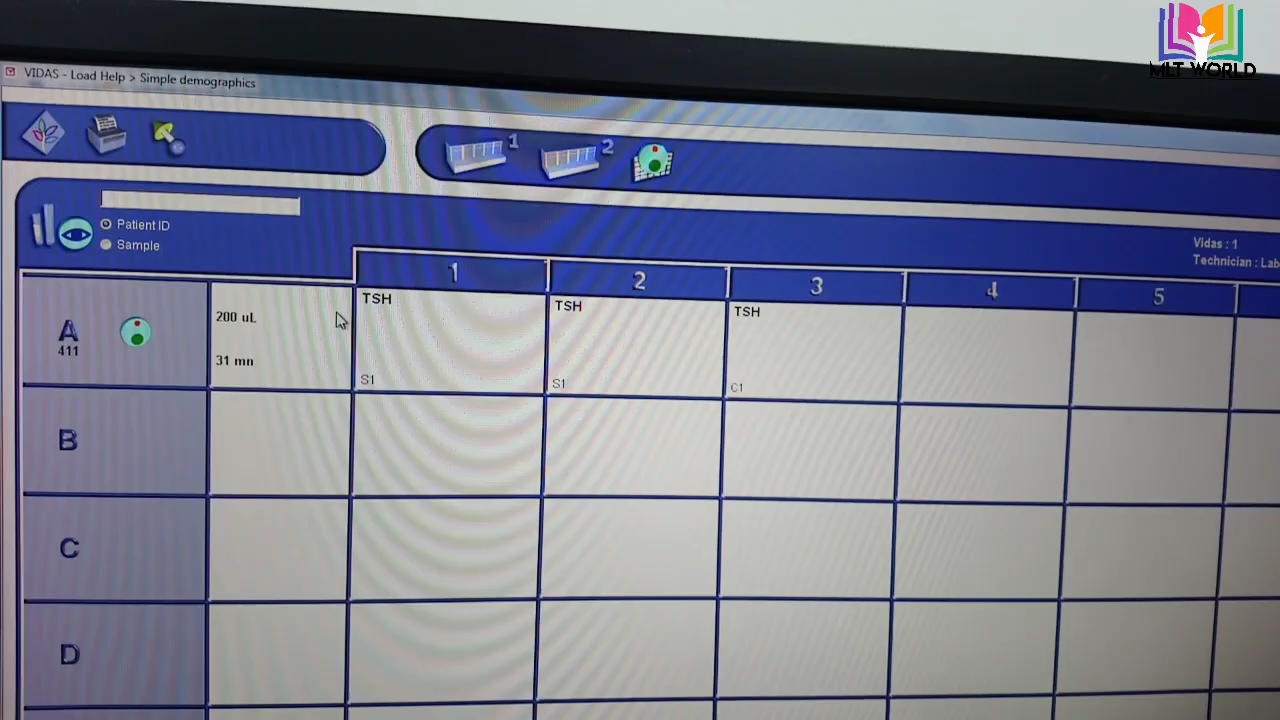 MLT WORLD
VIDAS - Load Help > Simple demographics
1
2
Patient ID
Sample
Vidas : 1
Technician : Lab
1
2
3
4
5
A
411
200 uL
31 mn
TSH
S1
TSH
S1
TSH
C1
B
C
D